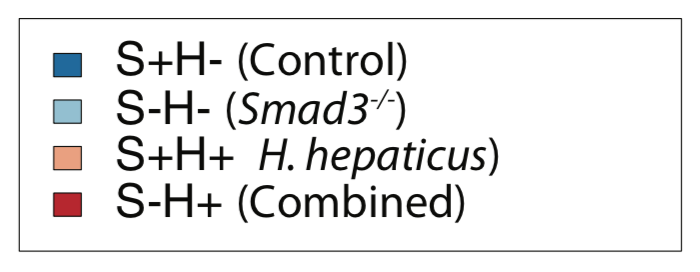 S+H- (Control)
S-H- (Smad3-/-)
S+H+ H. hepaticus)
S-H+ (Combined)